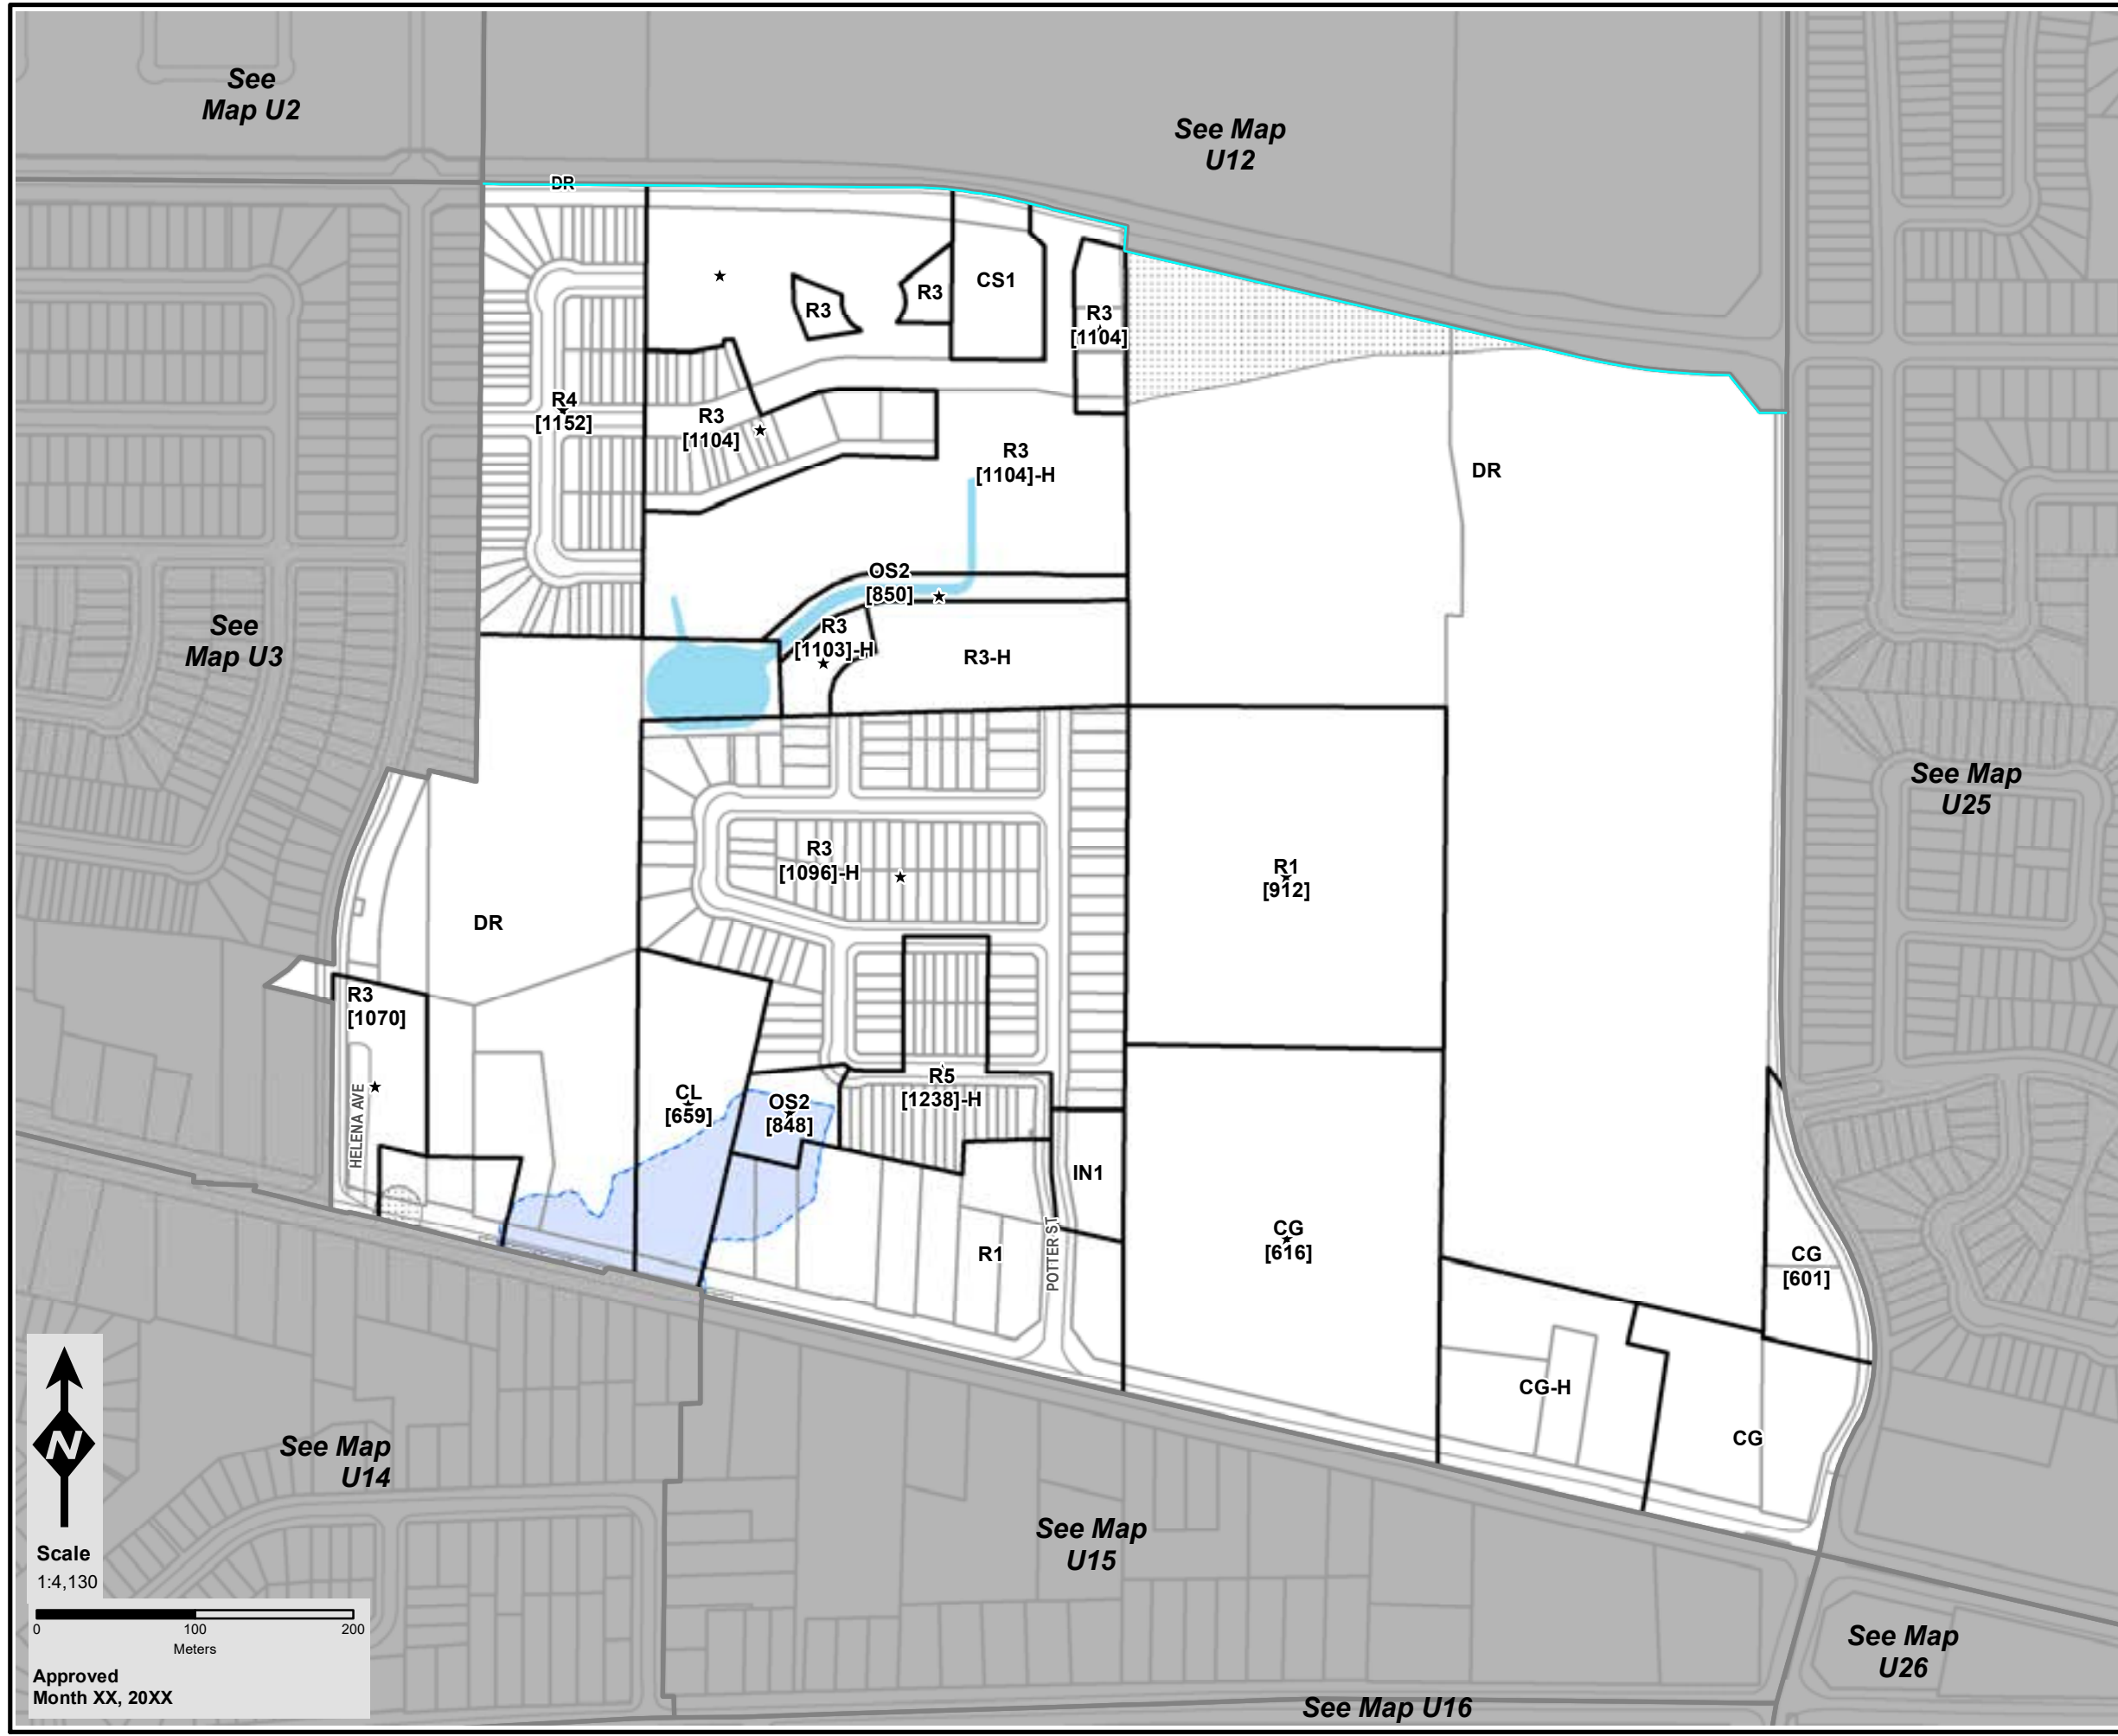 See
Map U2
See Map
U12
DR
CS1
R3
R3
R3
[1104]
R4
[1152]
R3
[1104]
R3
[1104]-H
DR
OS2
[850]
R3
[1103]-H
R3-H
See
Map U3
See Map
U25
R3
[1096]-H
R1
[912]
DR
R3
[1070]
HELENA AVE
CL
[659]
OS2
[848]
R5
[1238]-H
IN1
R1
POTTER ST
CG
[616]
CG
[601]
CG-H
CG
N
See Map
U14
See Map
U15
Scale
1:4,130
0 100 200
Meters
Approved
Month XX, 20XX
See Map
U26
See Map U16